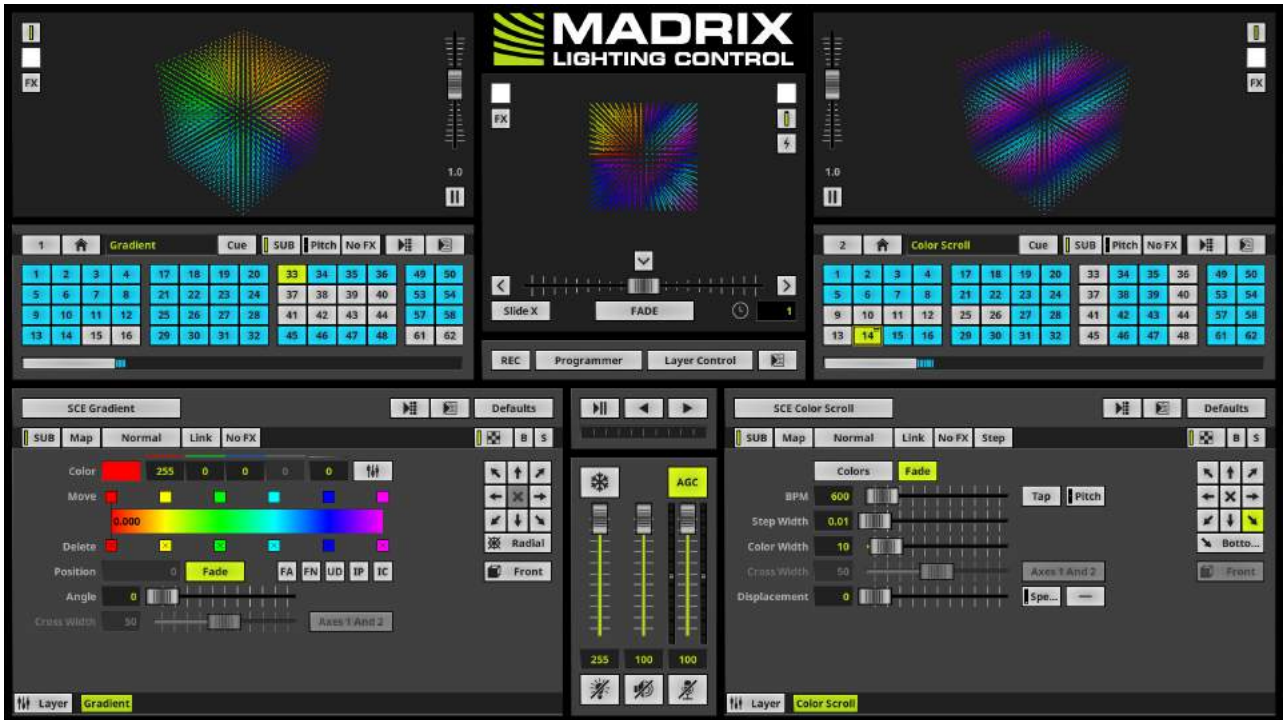 MADRIX
LIGHTING CONTROL
FX
1.0
FX
1.0
FX
1 Gradient Cue SUB Pitch No FX
1 2 3 4 17 18 19 20 33 34 35 36 49 50
5 6 7 8 21 22 23 24 37 38 39 40 53 54
9 10 11 12 25 26 27 28 41 42 43 44 57 58
13 14 15 16 29 30 31 32 45 46 47 48 61 62
Slide X FADE 1
REC Programmer Layer Control
2 Color Scroll Cue SUB Pitch No FX
1 2 3 4 17 18 19 20 33 34 35 36 49 50
5 6 7 8 21 22 23 24 37 38 39 40 53 54
9 10 11 12 25 26 27 28 41 42 43 44 57 58
13 14 15 16 29 30 31 32 45 46 47 48 61 62
SCE Gradient Defaults
SUB Map Normal Link No FX B S
Color 255 0 0 0 0
Move
0.000
Delete
Radial
Position 0 Fade FA FN UD IP IC Front
Angle 0
Cross Width 50 Axes 1 And 2
Layer Gradient
AGC
255 100 100
SCE Color Scroll Defaults
SUB Map Normal Link No FX Step B S
Colors Fade
BPM 600 Tap Pitch
Step Width 0.01
Color Width 10 Botto...
Cross Width 50 Axes 1 And 2 Front
Displacement 0 Spe...
Layer Color Scroll